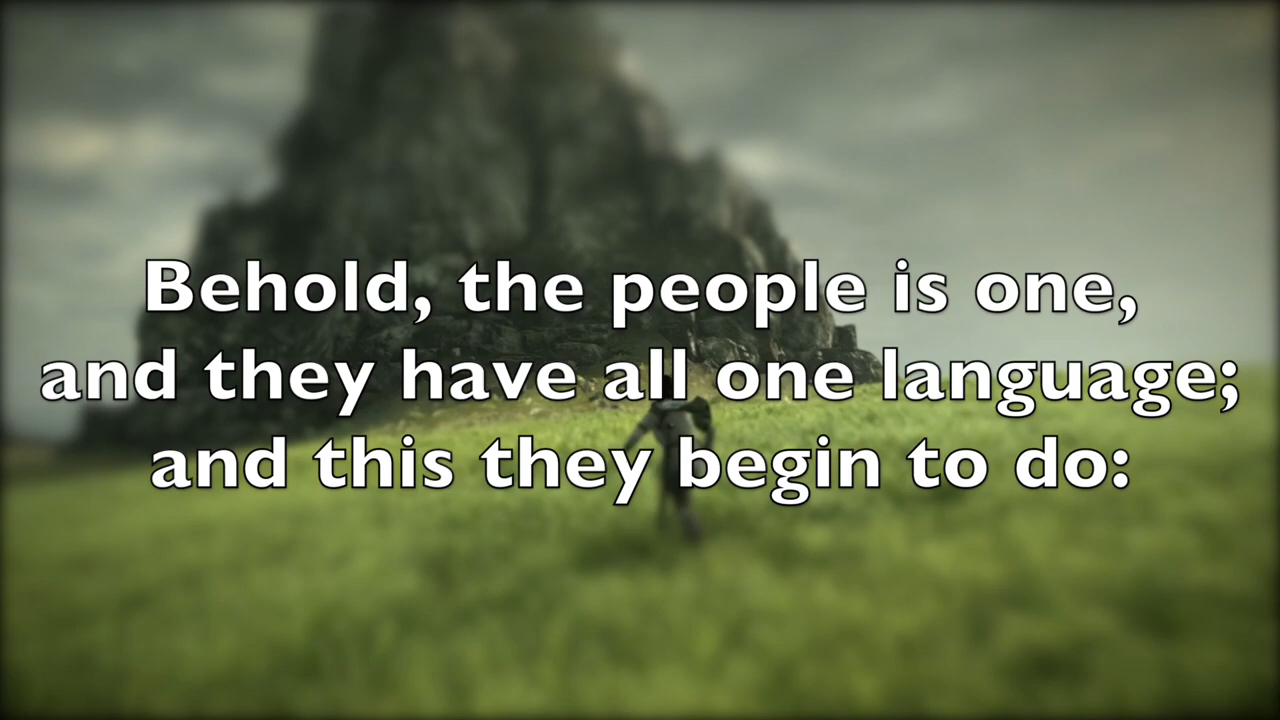 Behold, the people is one,
and they have all one language;
and this they begin to do: